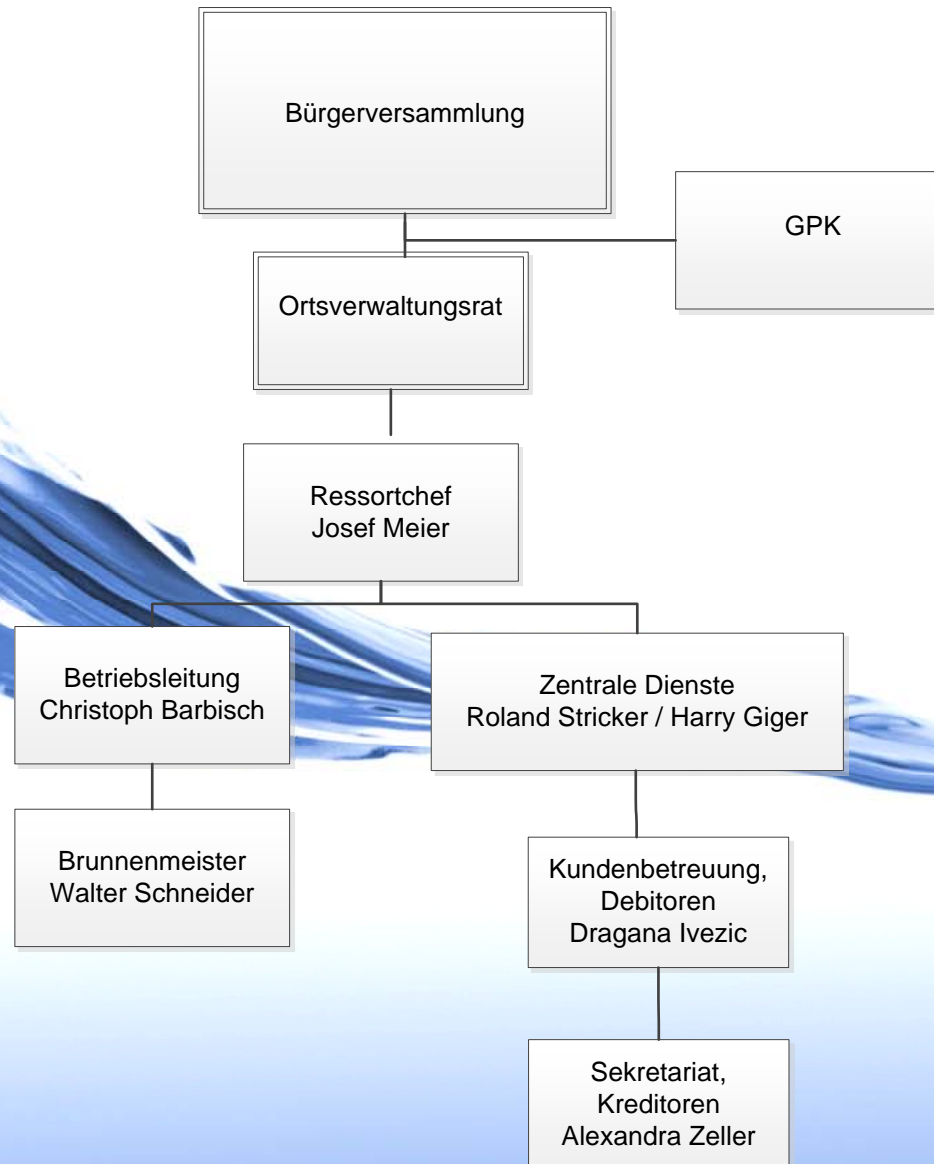 Bürgerversammlung
GPK
Ortsverwaltungsrat
Ressortchef
Josef Meier
Betriebsleitung
Christoph Barbisch
Zentrale Dienste
Roland Stricker / Harry Giger
Brunnenmeister
Walter Schneider
Kundenbetreuung,
Debitoren
Dragana Ivezic
Sekretariat,
Kreditoren
Alexandra Zeller